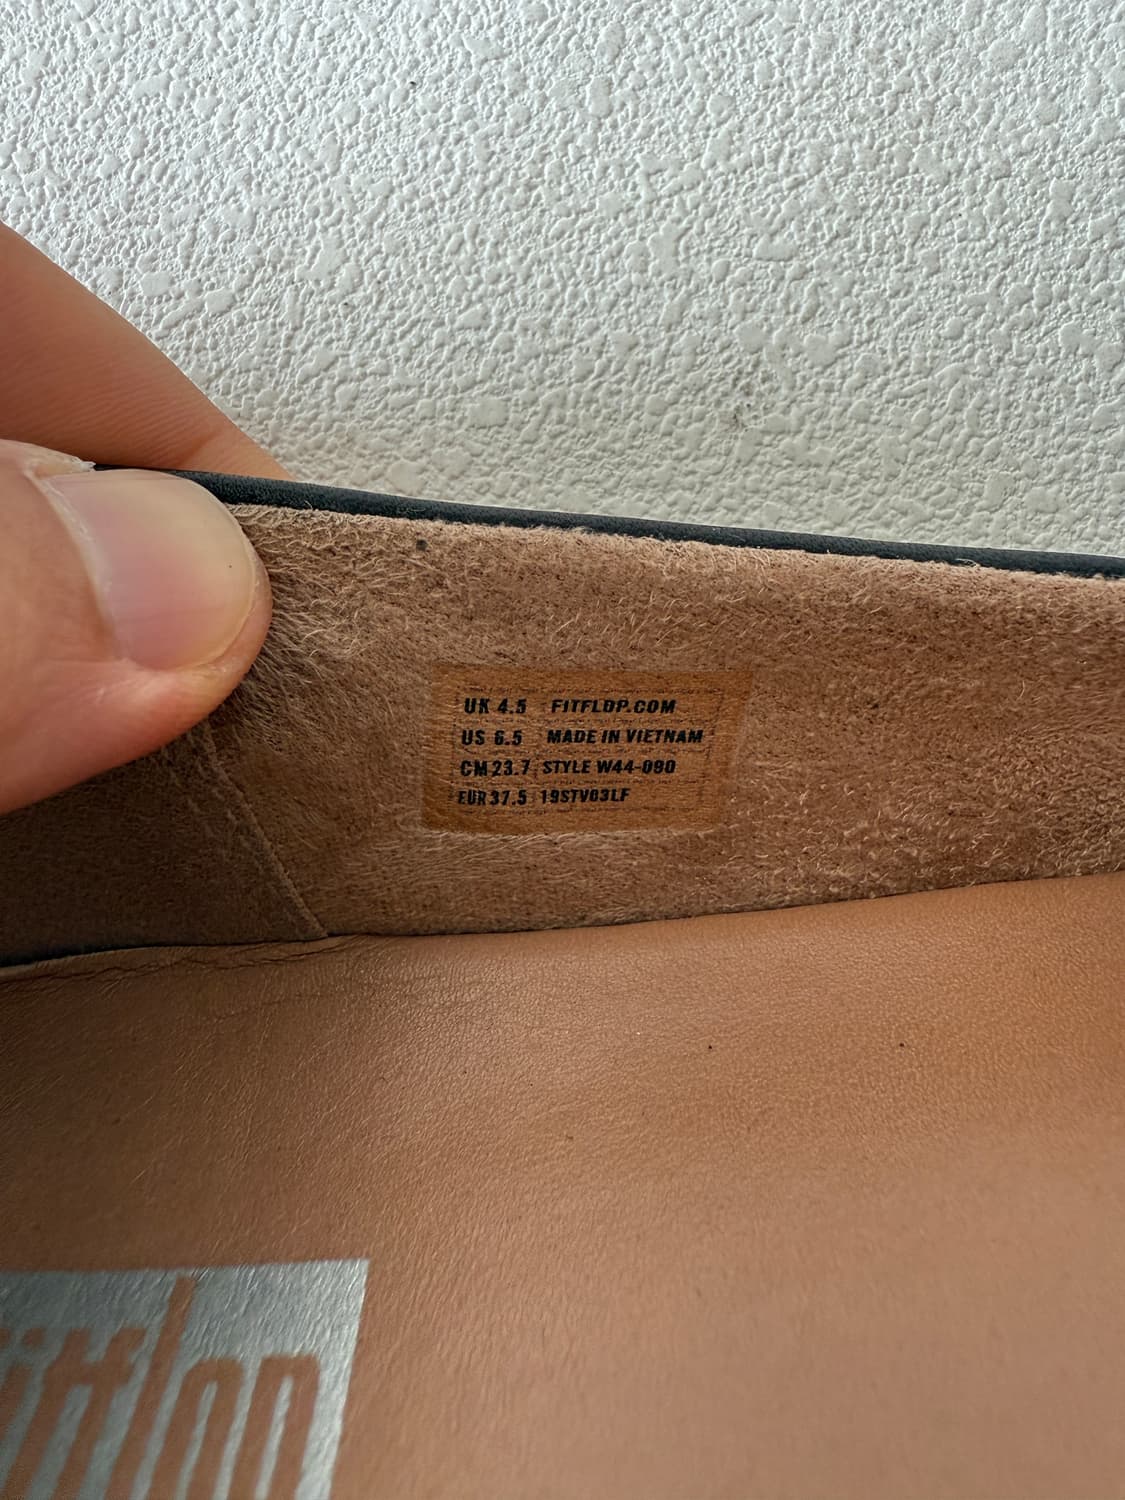 UK 4.5 FITFLOP.COM
US 6.5 MADE IN VIETNAM
CM 23.7 STYLE W44-090
EUR 37.5 19STV03LF
fitflop